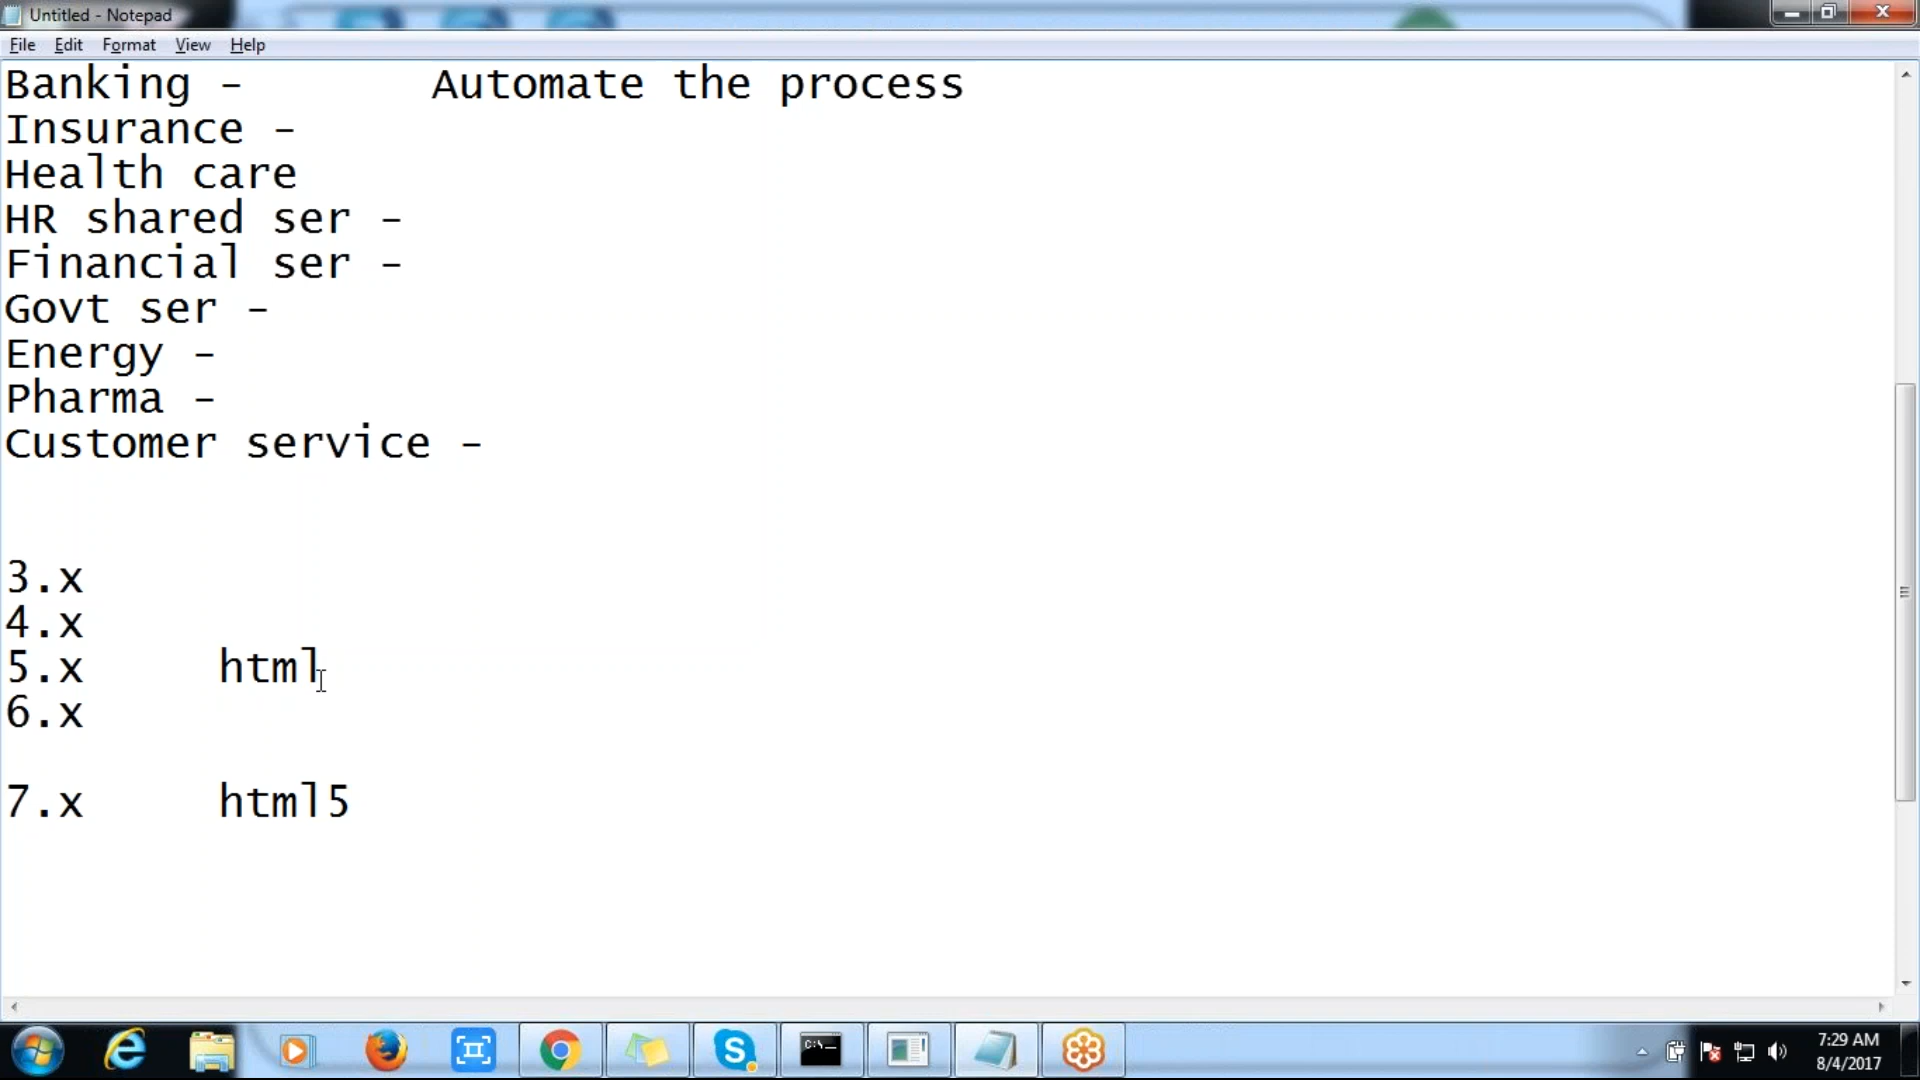 Untitled - Notepad
File Edit Format View Help
Banking - Automate the process
Insurance -
Health care
HR shared ser -
Financial ser -
Govt ser -
Energy -
Pharma -
Customer service -
3.x
4.x
5.x html
6.x
7.x html5
7:29 AM
8/4/2017